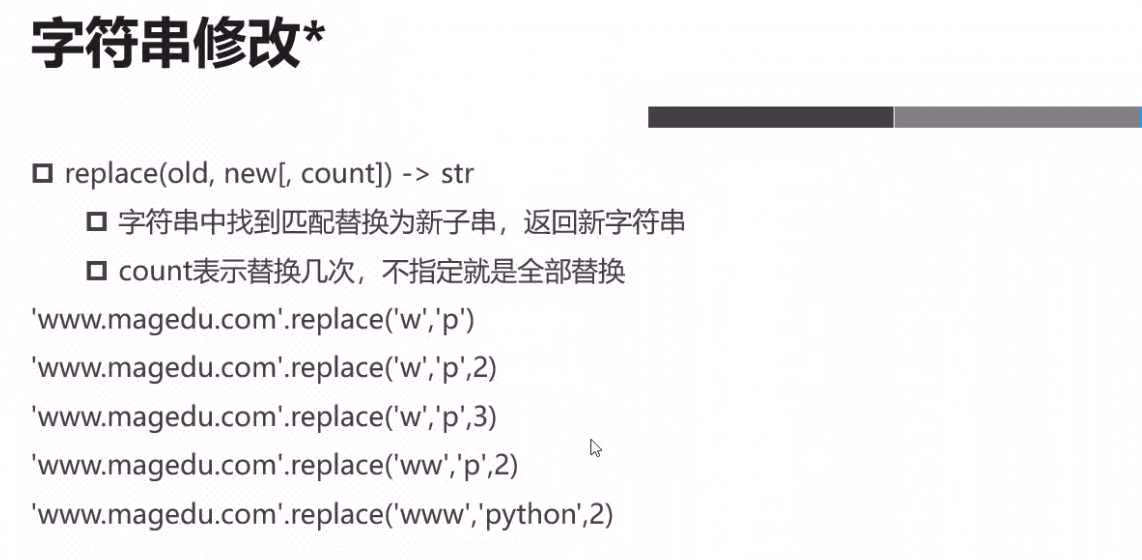 字符串修改*
replace(old, new[, count]) -> str
字符串中找到匹配替换为新子串，返回新字符串
count表示替换几次，不指定就是全部替换
'www.magedu.com'.replace('w','p')
'www.magedu.com'.replace('w','p',2)
'www.magedu.com'.replace('w','p',3)
'www.magedu.com'.replace('ww','p',2)
'www.magedu.com'.replace('www','python',2)